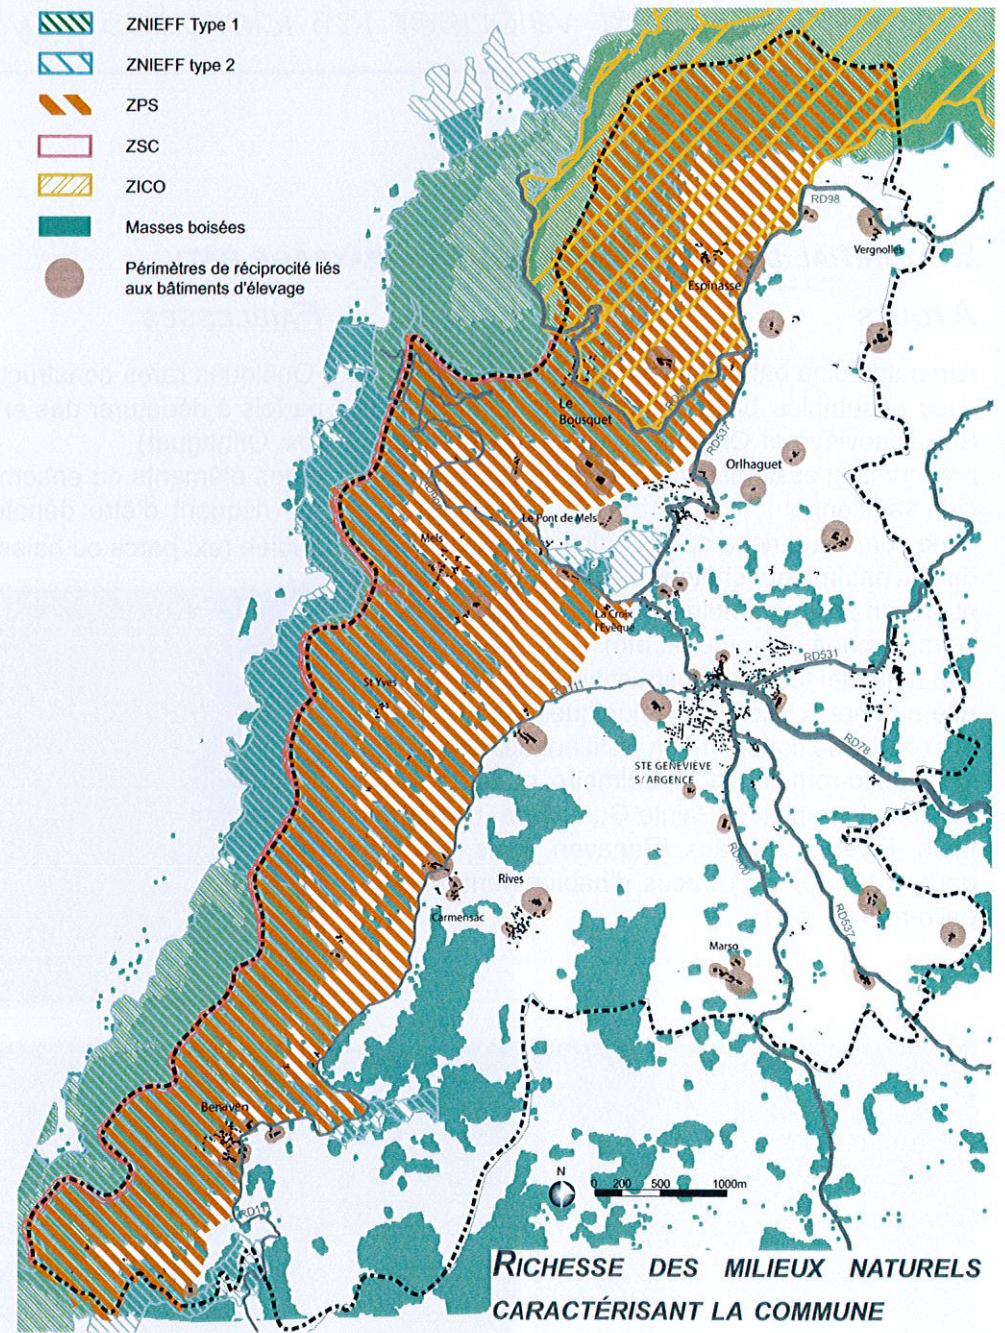 ZNIEFF Type 1
ZNIEFF type 2
ZPS
ZSC
ZICO
Masses boisées
Périmètres de réciprocité liés
aux bâtiments d'élevage
RD98
Vergnolles
Espinasse
Le
Bousquet
RD537
Orlhaguet
Le Pont de Mels
Mels
La Croix
l'Evêque
St Yves
RD111
RD531
RD78
STE GENEVIEVE
S/ ARGENCE
RD900
RD537
Rives
Carmensac
Marso
Benaven
N
0 200 500 1000m
RICHESSE DES MILIEUX NATURELS
CARACTÉRISANT LA COMMUNE